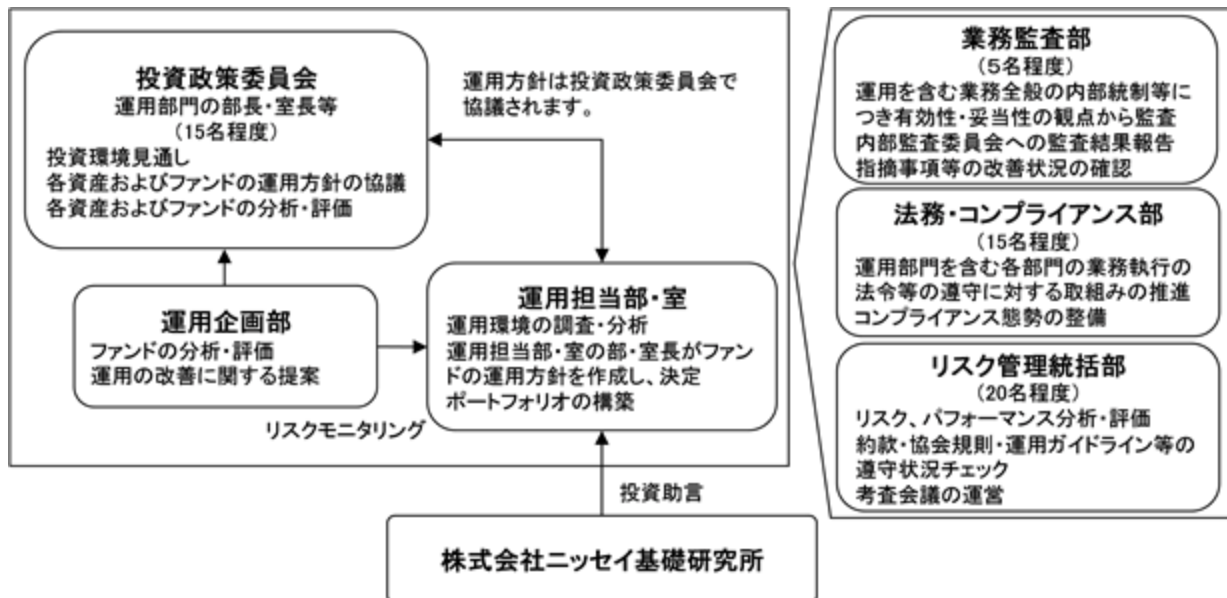 投資政策委員会
運用部門の部長・室長等
(15名程度)
投資環境見通し
各資産およびファンドの運用方針の協議
各資産およびファンドの分析・評価
運用方針は投資政策委員会で
協議されます。
運用企画部
ファンドの分析・評価
運用の改善に関する提案
運用担当部・室
運用環境の調査・分析
運用担当部・室の部・室長がファン
ドの運用方針を作成し、決定
ポートフォリオの構築
リスクモニタリング
投資助言
株式会社ニッセイ基礎研究所
業務監査部
(5名程度)
運用を含む業務全般の内部統制等に
つき有効性・妥当性の観点から監査
内部監査委員会への監査結果報告
指摘事項等の改善状況の確認
法務・コンプライアンス部
(15名程度)
運用部門を含む各部門の業務執行の
法令等の遵守に対する取組みの推進
コンプライアンス態勢の整備
リスク管理統括部
(20名程度)
リスク、パフォーマンス分析・評価
約款・協会規則・運用ガイドライン等の
遵守状況チェック
考査会議の運営